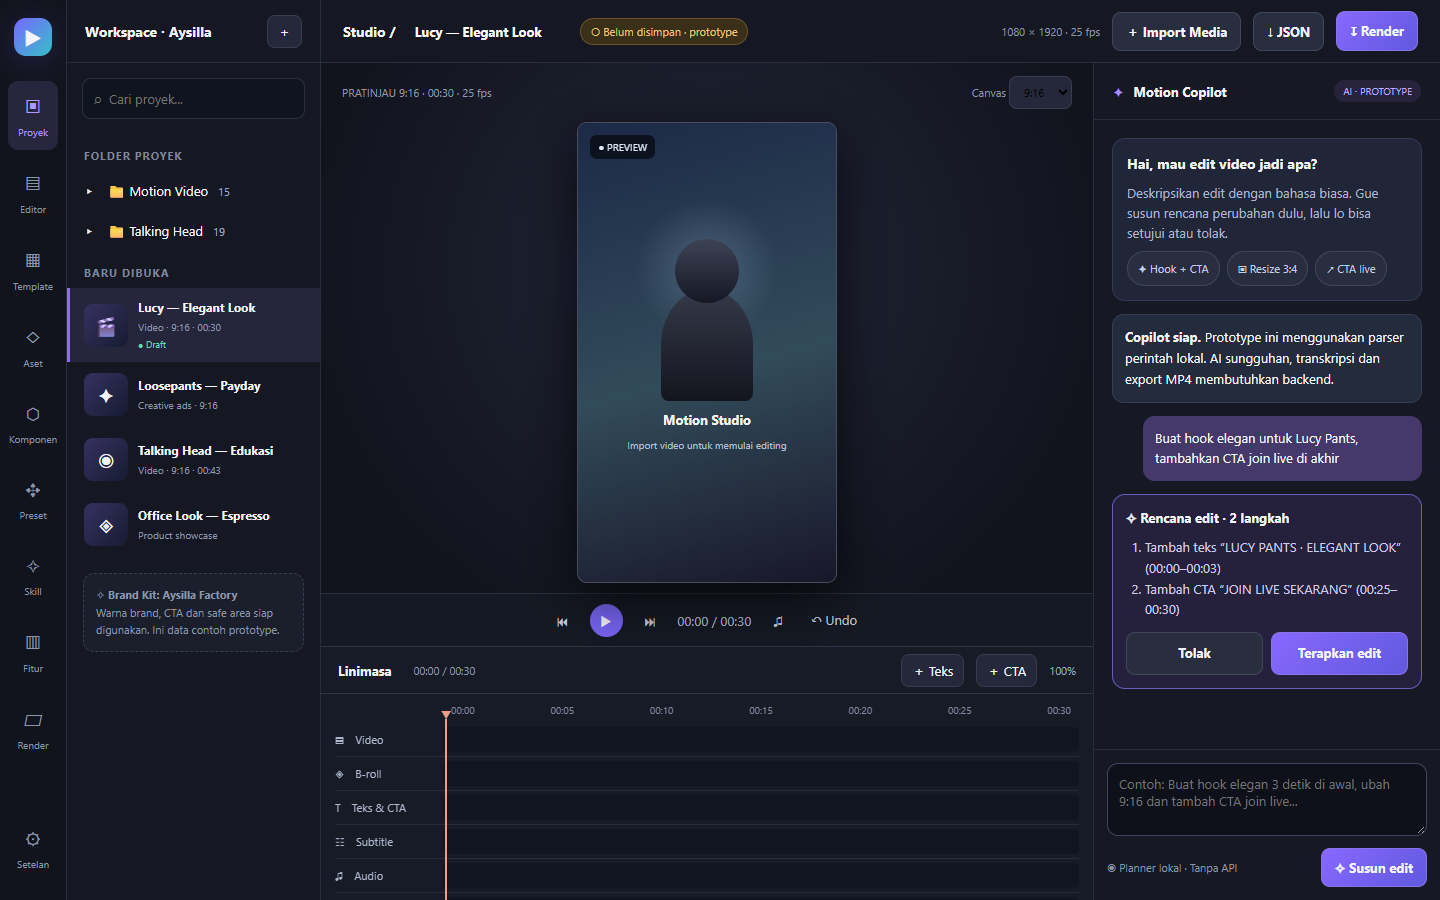 Workspace · Aysilla
+
Studio / Lucy — Elegant Look
Belum disimpan · prototype
1080 × 1920 · 25 fps
+ Import Media
↓ JSON
↧ Render
Proyek
Editor
Template
Aset
Komponen
Preset
Skill
Fitur
Render
Setelan
Cari proyek...
FOLDER PROYEK
Motion Video 15
Talking Head 19
BARU DIBUKA
Lucy — Elegant Look
Video · 9:16 · 00:30
● Draft
Loosepants — Payday
Creative ads · 9:16
Talking Head — Edukasi
Video · 9:16 · 00:43
Office Look — Espresso
Product showcase
✧ Brand Kit: Aysilla Factory
Warna brand, CTA dan safe area siap
digunakan. Ini data contoh prototype.
PRATINJAU 9:16 · 00:30 · 25 fps
Canvas 9:16
● PREVIEW
Motion Studio
Import video untuk memulai editing
00:00 / 00:30
Undo
Linimasa 00:00 / 00:30
+ Teks
+ CTA
100%
00:00 00:05 00:10 00:15 00:20 00:25 00:30
Video
B-roll
T Teks & CTA
Subtitle
Audio
✦ Motion Copilot
AI · PROTOTYPE
Hai, mau edit video jadi apa?
Deskripsikan edit dengan bahasa biasa. Gue
susun rencana perubahan dulu, lalu lo bisa
setujui atau tolak.
✦ Hook + CTA
▣ Resize 3:4
↗ CTA live
Copilot siap. Prototype ini menggunakan parser
perintah lokal. AI sungguhan, transkripsi dan
export MP4 membutuhkan backend.
Buat hook elegan untuk Lucy Pants,
tambahkan CTA join live di akhir
✧ Rencana edit · 2 langkah
1. Tambah teks “LUCY PANTS · ELEGANT LOOK”
(00:00–00:03)
2. Tambah CTA “JOIN LIVE SEKARANG” (00:25–
00:30)
Tolak
Terapkan edit
Contoh: Buat hook elegan 3 detik di awal, ubah
9:16 dan tambah CTA join live...
◉ Planner lokal · Tanpa API
✧ Susun edit